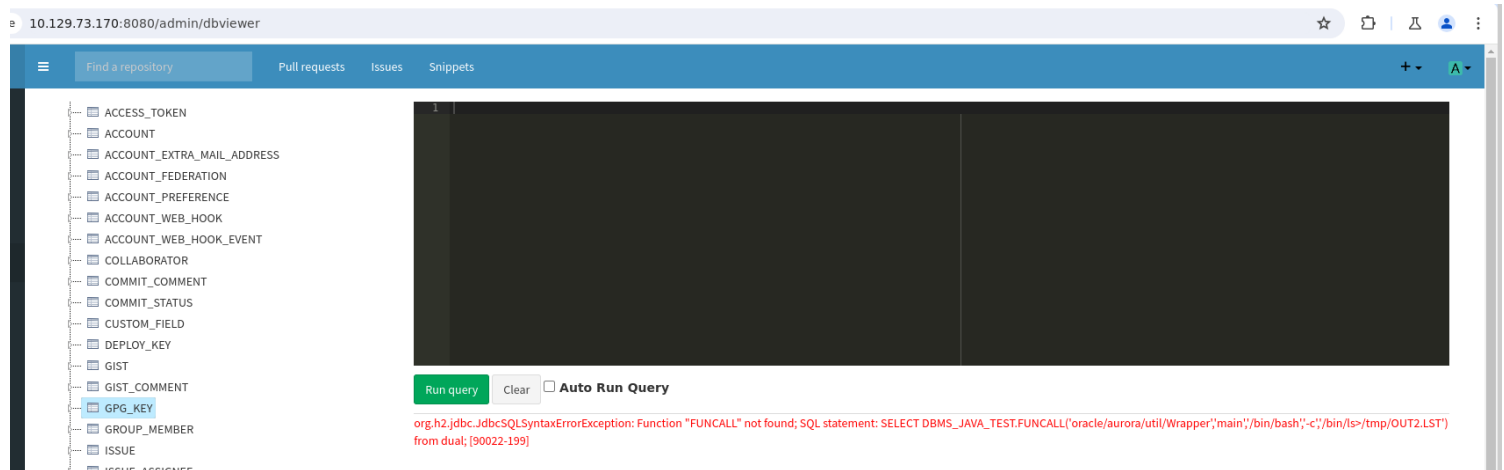 e 10.129.73.170:8080/admin/dbviewer
Find a repository Pull requests Issues Snippets + A
ACCESS_TOKEN
1
ACCOUNT
ACCOUNT_EXTRA_MAIL_ADDRESS
ACCOUNT_FEDERATION
ACCOUNT_PREFERENCE
ACCOUNT_WEB_HOOK
ACCOUNT_WEB_HOOK_EVENT
COLLABORATOR
COMMIT_COMMENT
COMMIT_STATUS
CUSTOM_FIELD
DEPLOY_KEY
GIST
GIST_COMMENT
GPG_KEY
GROUP_MEMBER
ISSUE
ISSUE_ASSIGNEE
Run query Clear Auto Run Query
org.h2.jdbc.JdbcSQLSyntaxErrorException: Function "FUNCALL" not found; SQL statement: SELECT DBMS_JAVA_TEST.FUNCALL('oracle/aurora/util/Wrapper','main','/bin/bash','-c','/bin/ls>/tmp/OUT2.LST')
from dual; [90022-199]